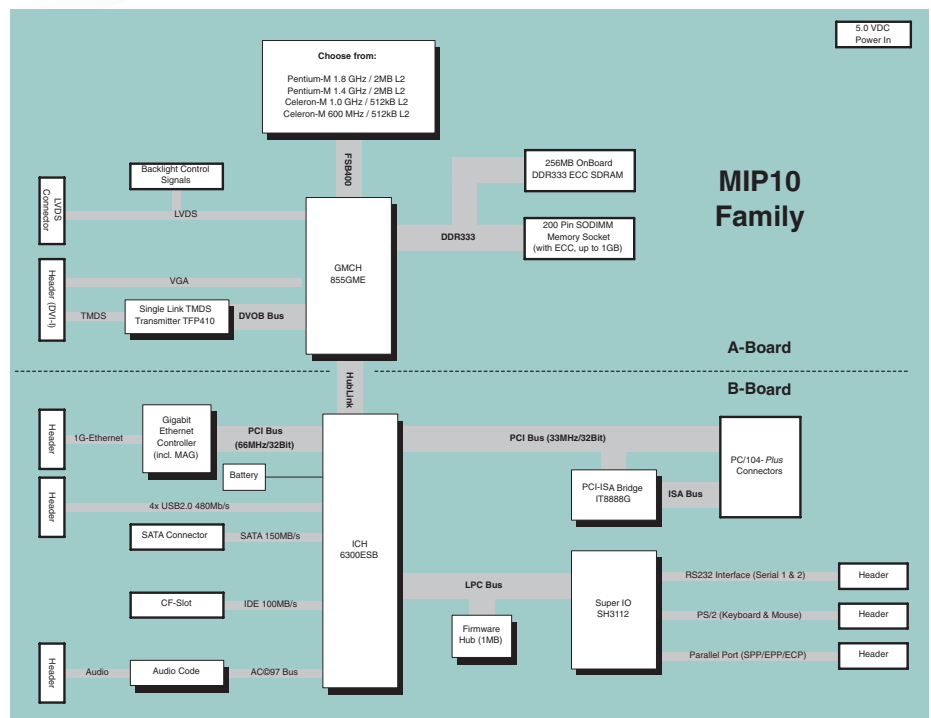 5.0 VDC
Power In
Choose from:
Pentium-M 1.8 GHz / 2MB L2
Pentium-M 1.4 GHz / 2MB L2
Celeron-M 1.0 GHz / 512kB L2
Celeron-M 600 MHz / 512kB L2
FSB400
Backlight Control
Signals
256MB OnBoard
DDR333 ECC SDRAM
MIP10
Family
LVDS
Connector
LVDS
200 Pin SODIMM
Memory Socket
(with ECC, up to 1GB)
DDR333
GMCH
855GME
Header (DVI-I)
VGA
TMDS
Single Link TMDS
Transmitter TFP410
DVOB Bus
A-Board
HubLink
B-Board
Header
1G-Ethernet
Gigabit
Ethernet
Controller
(incl. MAG)
PCI Bus
(66MHz/32Bit)
PCI Bus (33MHz/32Bit)
PC/104- Plus
Connectors
Battery
PCI-ISA Bridge
IT8888G
ISA Bus
Header
4x USB2.0 480Mb/s
SATA Connector
SATA 150MB/s
ICH
6300ESB
LPC Bus
RS232 Interface (Serial 1 & 2)
Header
CF-Slot
IDE 100MB/s
Super IO
SH3112
PS/2 (Keyboard & Mouse)
Header
Firmware
Hub (1MB)
Parallel Port (SPP/EPP/ECP)
Header
Header
Audio
Audio Code
AC©97 Bus